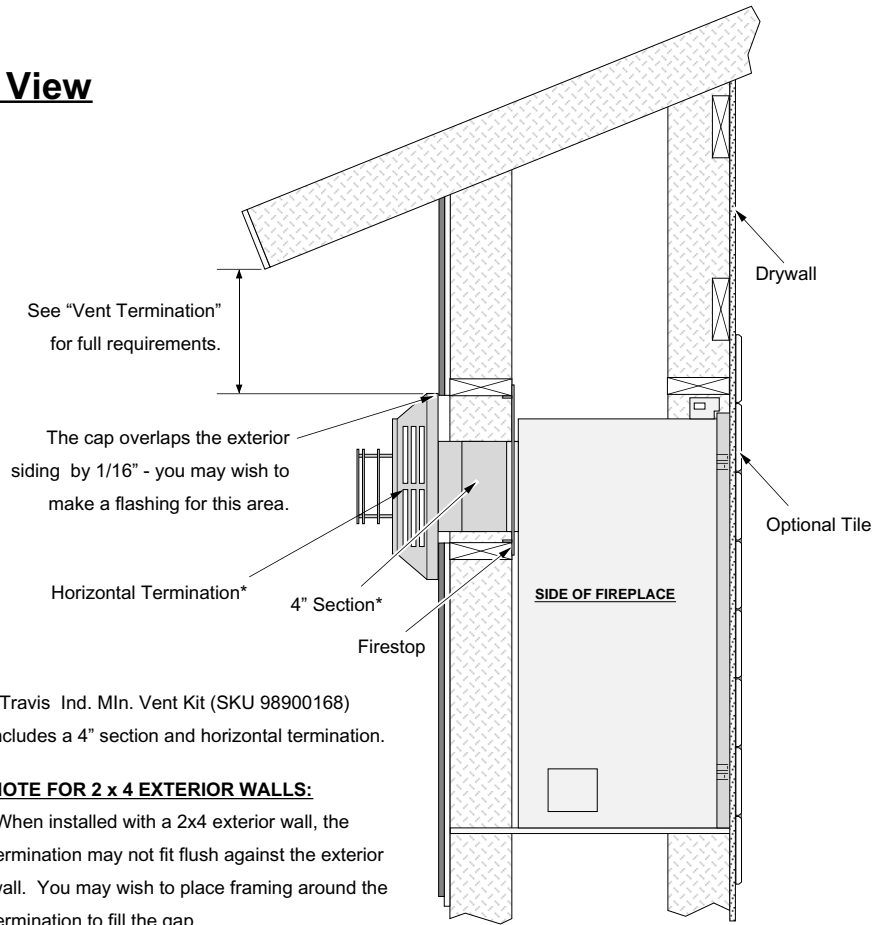 View
See “Vent Termination”
for full requirements.
The cap overlaps the exterior
siding by 1/16” - you may wish to
make a flashing for this area.
Drywall
Optional Tile
Horizontal Termination*
4” Section*
Firestop
SIDE OF FIREPLACE
Travis Ind. MIn. Vent Kit (SKU 98900168)
ncludes a 4” section and horizontal termination.
NOTE FOR 2 x 4 EXTERIOR WALLS:
When installed with a 2x4 exterior wall, the
ermination may not fit flush against the exterior
wall. You may wish to place framing around the
ermination to fill the gap